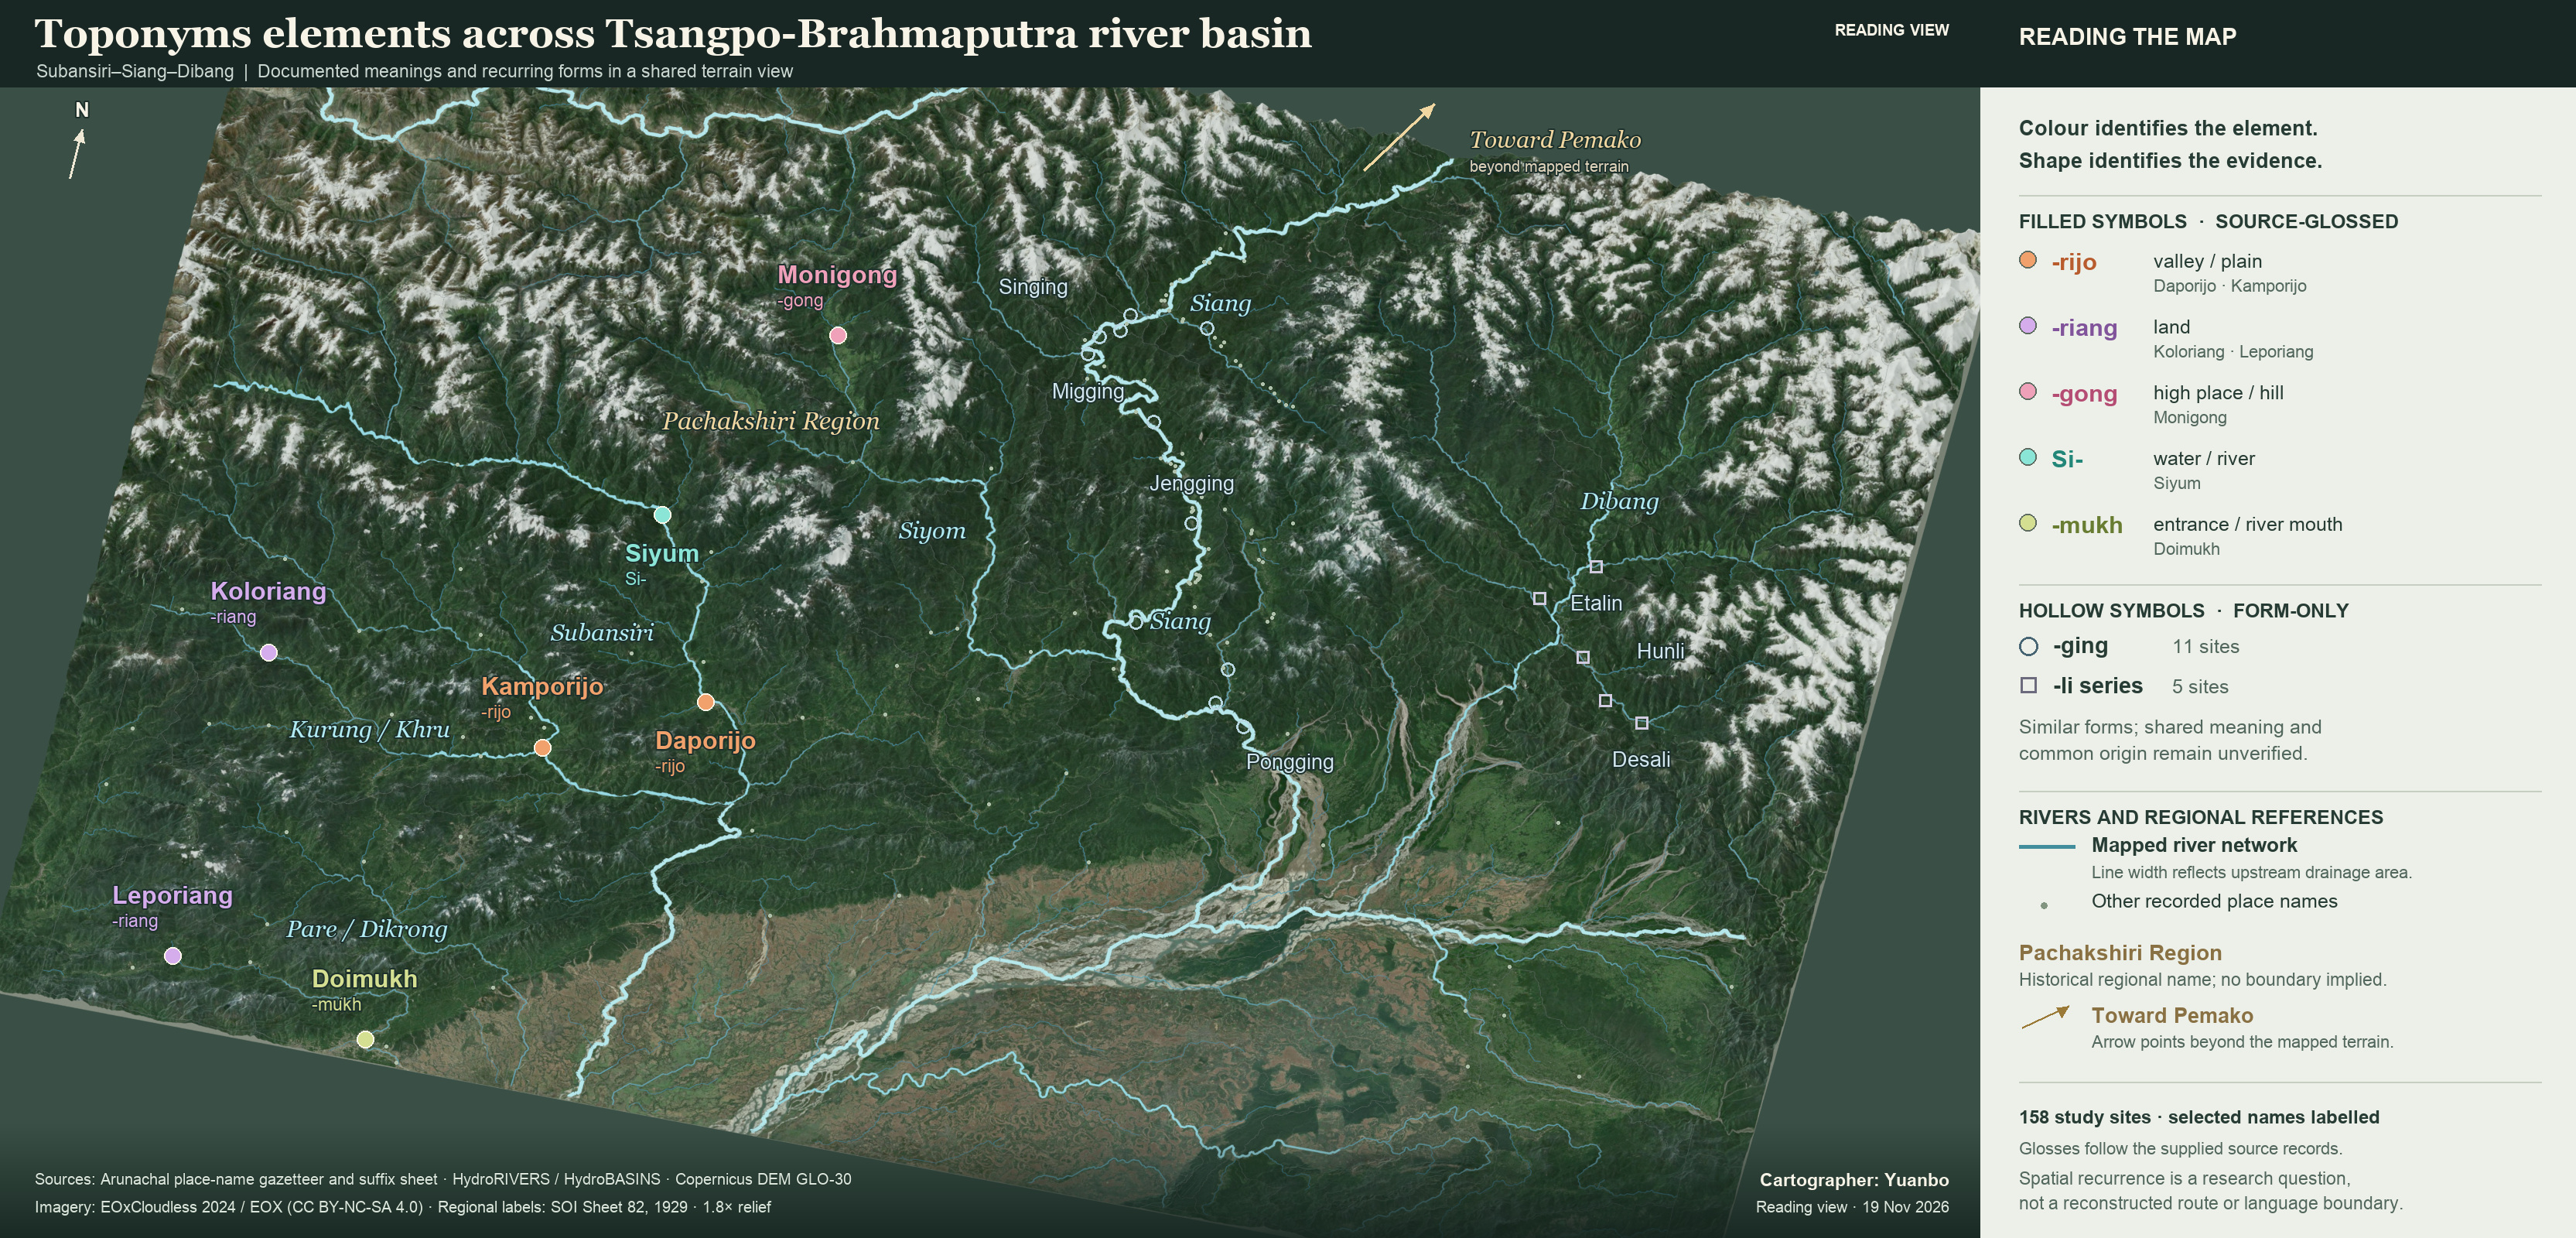 Toponyms elements across Tsangpo-Brahmaputra river basin
Subansiri–Siang–Dibang | Documented meanings and recurring forms in a shared terrain view
READING VIEW
N
Toward Pemako
beyond mapped terrain
Monigong
-gong
Singing
Siang
Migging
Pachakshiri Region
Jengging
Siyom
Dibang
Siyum
Si-
Koloriang
-riang
Etalin
Siang
Subansiri
Hunli
Kamporijo
-rijo
Kurung / Khru
Daporijo
-rijo
Desali
Pongging
Leporiang
-riang
Pare / Dikrong
Doimukh
-mukh
Sources: Arunachal place-name gazetteer and suffix sheet · HydroRIVERS / HydroBASINS · Copernicus DEM GLO-30
Imagery: EOxCloudless 2024 / EOX (CC BY-NC-SA 4.0) · Regional labels: SOI Sheet 82, 1929 · 1.8× relief
Cartographer: Yuanbo
Reading view · 19 Nov 2026
READING THE MAP
Colour identifies the element.
Shape identifies the evidence.
FILLED SYMBOLS · SOURCE-GLOSSED
-rijo valley / plain
Daporijo · Kamporijo
-riang land
Koloriang · Leporiang
-gong high place / hill
Monigong
Si- water / river
Siyum
-mukh entrance / river mouth
Doimukh
HOLLOW SYMBOLS · FORM-ONLY
-ging 11 sites
-li series 5 sites
Similar forms; shared meaning and
common origin remain unverified.
RIVERS AND REGIONAL REFERENCES
Mapped river network
Line width reflects upstream drainage area.
Other recorded place names
Pachakshiri Region
Historical regional name; no boundary implied.
Toward Pemako
Arrow points beyond the mapped terrain.
158 study sites · selected names labelled
Glosses follow the supplied source records.
Spatial recurrence is a research question,
not a reconstructed route or language boundary.